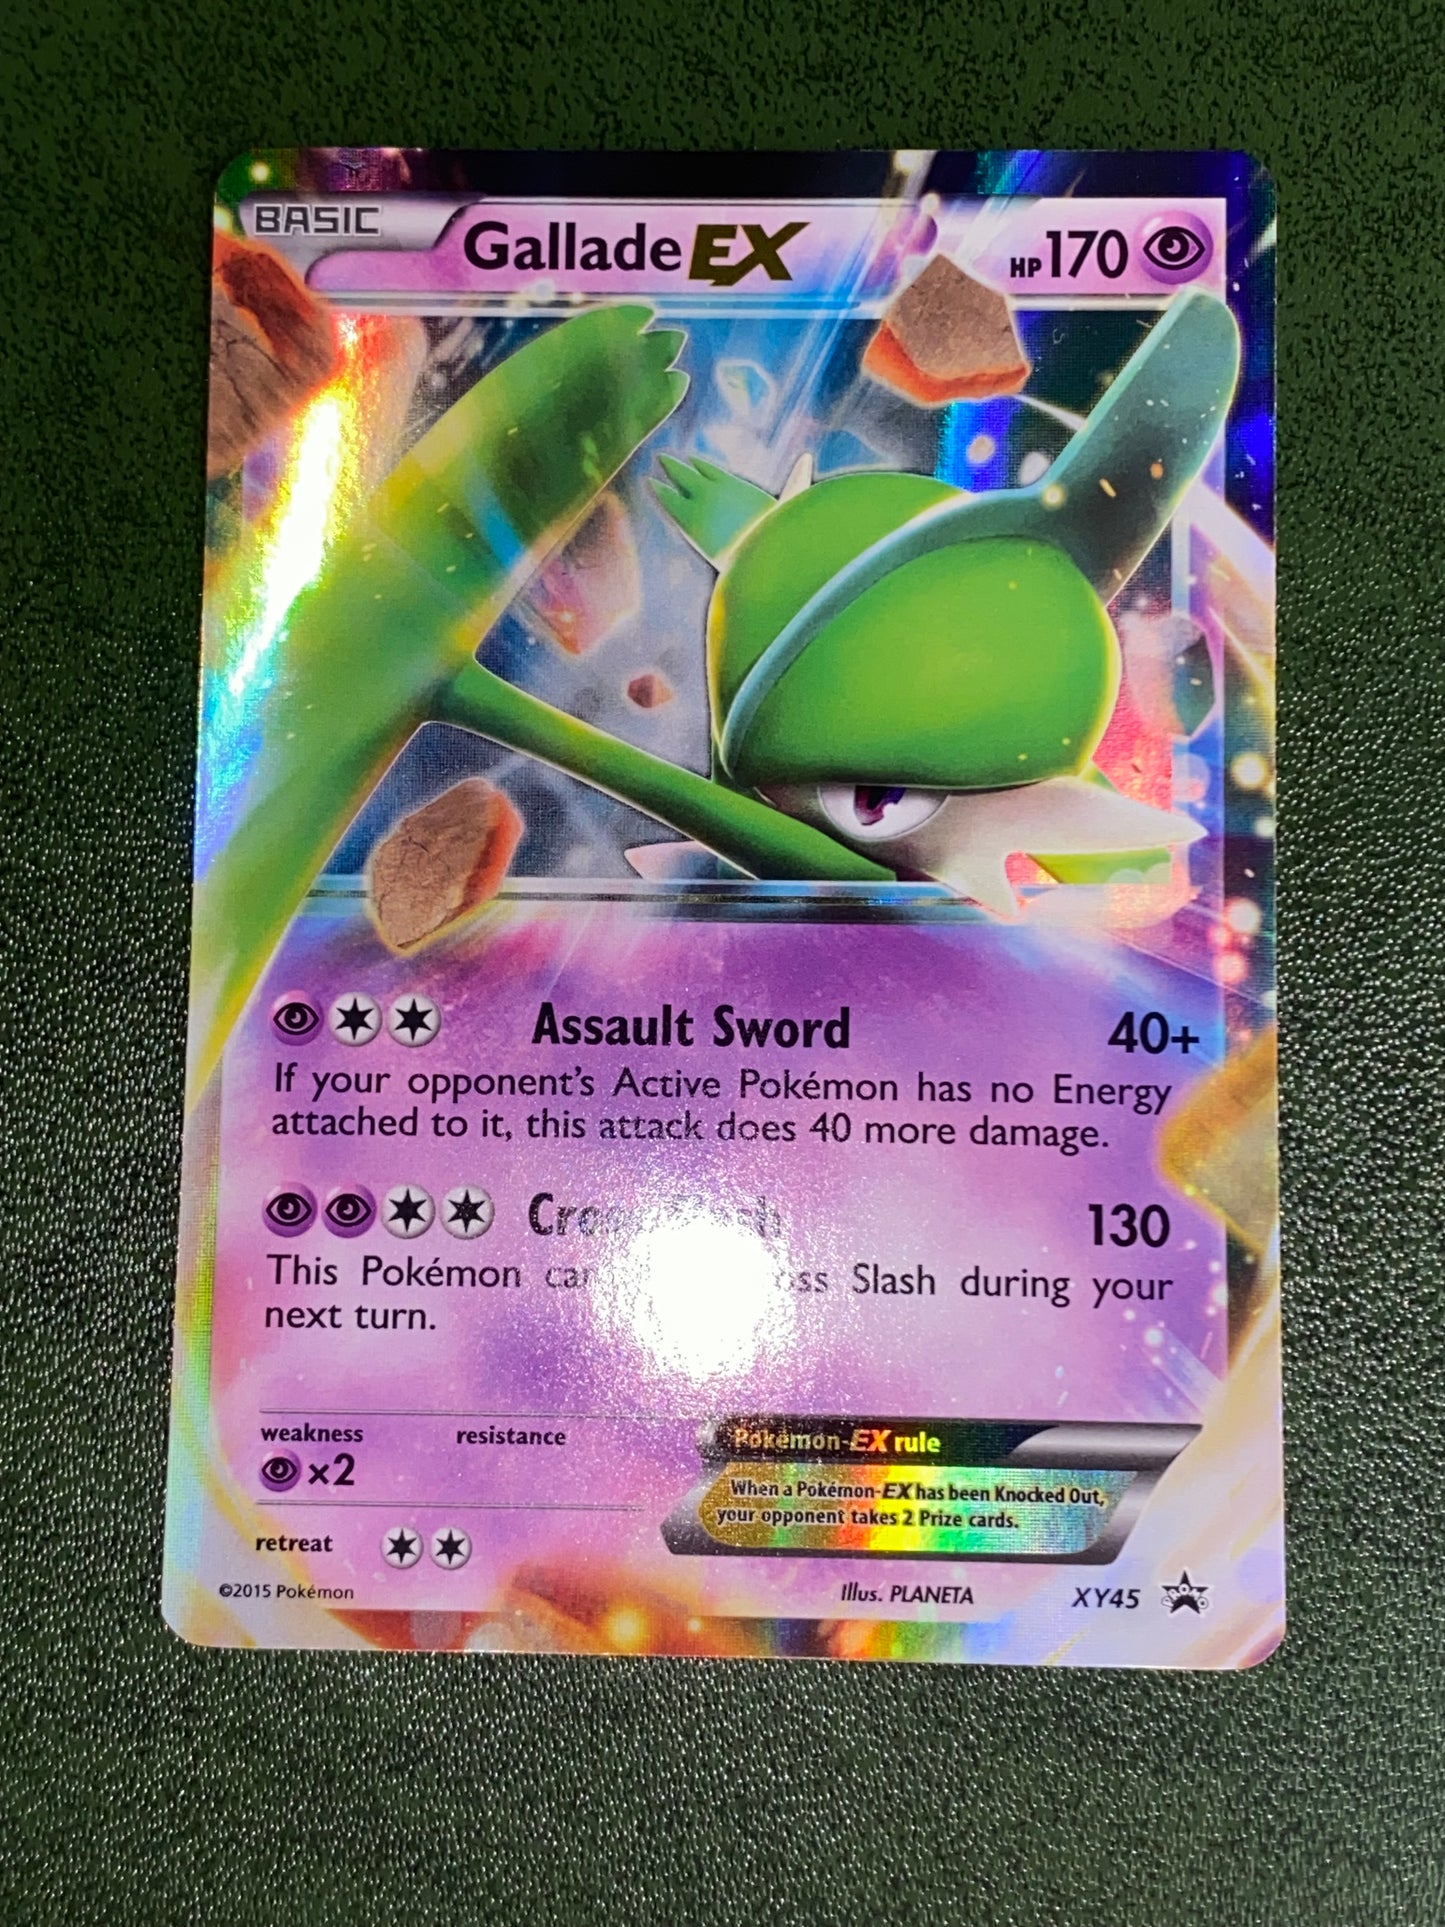 BASIC
Gallade EX HP 170
Assault Sword 40+
If your opponent's Active Pokémon has no Energy
attached to it, this attack does 40 more damage.
130
This Pokémon Slash during your
next turn.
weakness resistance
×2
Pokémon-EX rule
When a Pokémon-EX has been Knocked Out,
your opponent takes 2 Prize cards.
retreat
©2015 Pokémon Illus. PLANETA XY45